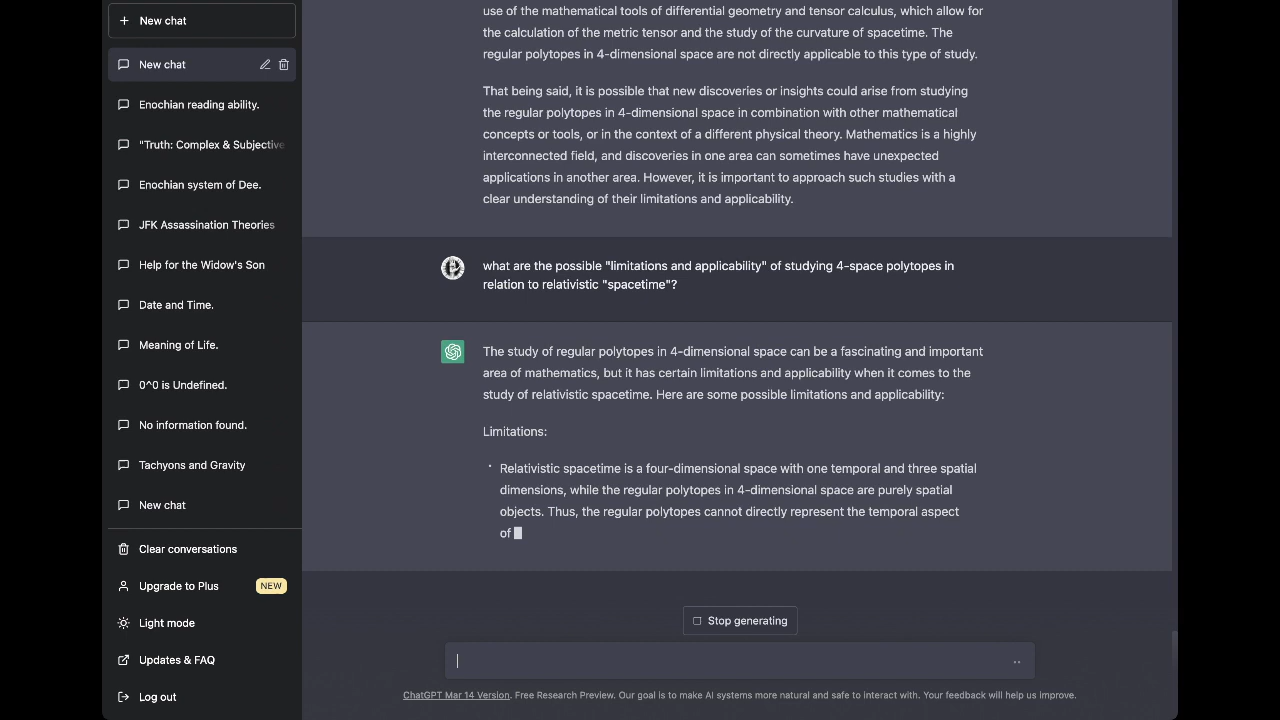 New chat
New chat
Enochian reading ability.
"Truth: Complex & Subjective
Enochian system of Dee.
JFK Assassination Theories
Help for the Widow's Son
Date and Time.
Meaning of Life.
0^0 is Undefined.
No information found.
Tachyons and Gravity
New chat
Clear conversations
Upgrade to Plus NEW
Light mode
Updates & FAQ
Log out
use of the mathematical tools of differential geometry and tensor calculus, which allow for
the calculation of the metric tensor and the study of the curvature of spacetime. The
regular polytopes in 4-dimensional space are not directly applicable to this type of study.
That being said, it is possible that new discoveries or insights could arise from studying
the regular polytopes in 4-dimensional space in combination with other mathematical
concepts or tools, or in the context of a different physical theory. Mathematics is a highly
interconnected field, and discoveries in one area can sometimes have unexpected
applications in another area. However, it is important to approach such studies with a
clear understanding of their limitations and applicability.
what are the possible "limitations and applicability" of studying 4-space polytopes in
relation to relativistic "spacetime"?
The study of regular polytopes in 4-dimensional space can be a fascinating and important
area of mathematics, but it has certain limitations and applicability when it comes to the
study of relativistic spacetime. Here are some possible limitations and applicability:
Limitations:
· Relativistic spacetime is a four-dimensional space with one temporal and three spatial
dimensions, while the regular polytopes in 4-dimensional space are purely spatial
objects. Thus, the regular polytopes cannot directly represent the temporal aspect
of
Stop generating
ChatGPT Mar 14 Version. Free Research Preview. Our goal is to make AI systems more natural and safe to interact with. Your feedback will help us improve.